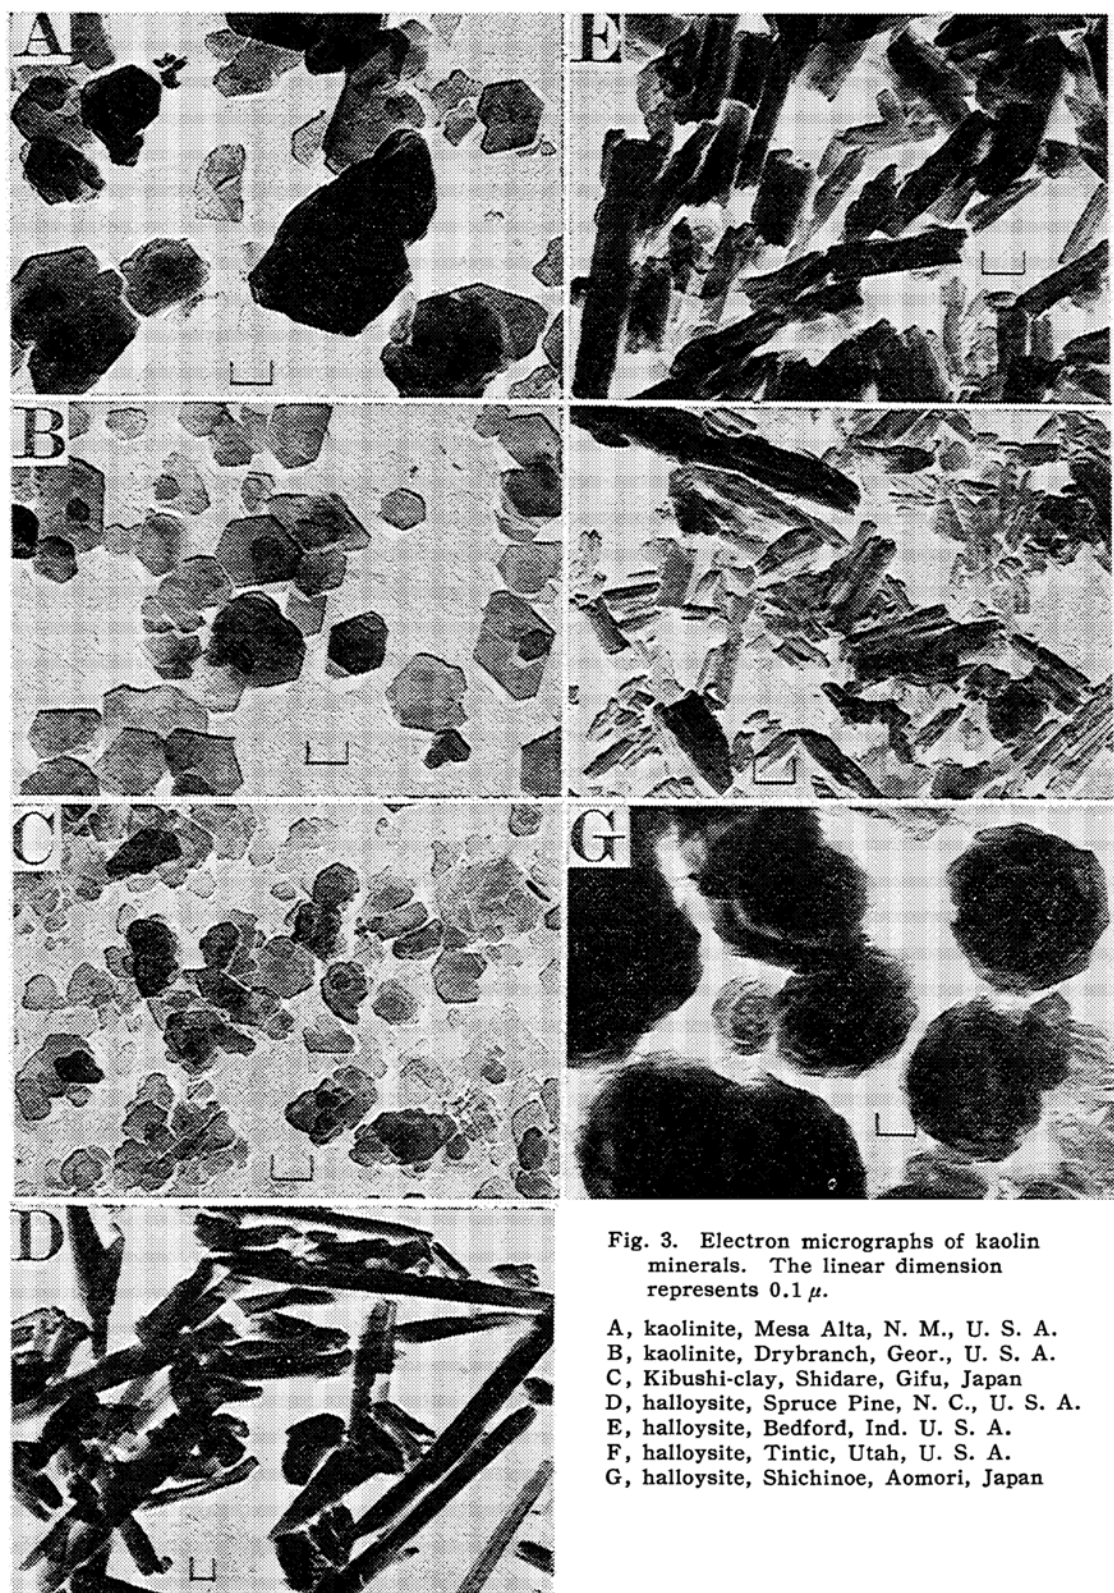 A
E
B
C
G
D
Fig. 3. Electron micrographs of kaolin
minerals. The linear dimension
represents 0.1 μ.
A, kaolinite, Mesa Alta, N. M., U. S. A.
B, kaolinite, Drybranch, Geor., U. S. A.
C, Kibushi-clay, Shidare, Gifu, Japan
D, halloysite, Spruce Pine, N. C., U. S. A.
E, halloysite, Bedford, Ind. U. S. A.
F, halloysite, Tintic, Utah, U. S. A.
G, halloysite, Shichinoe, Aomori, Japan